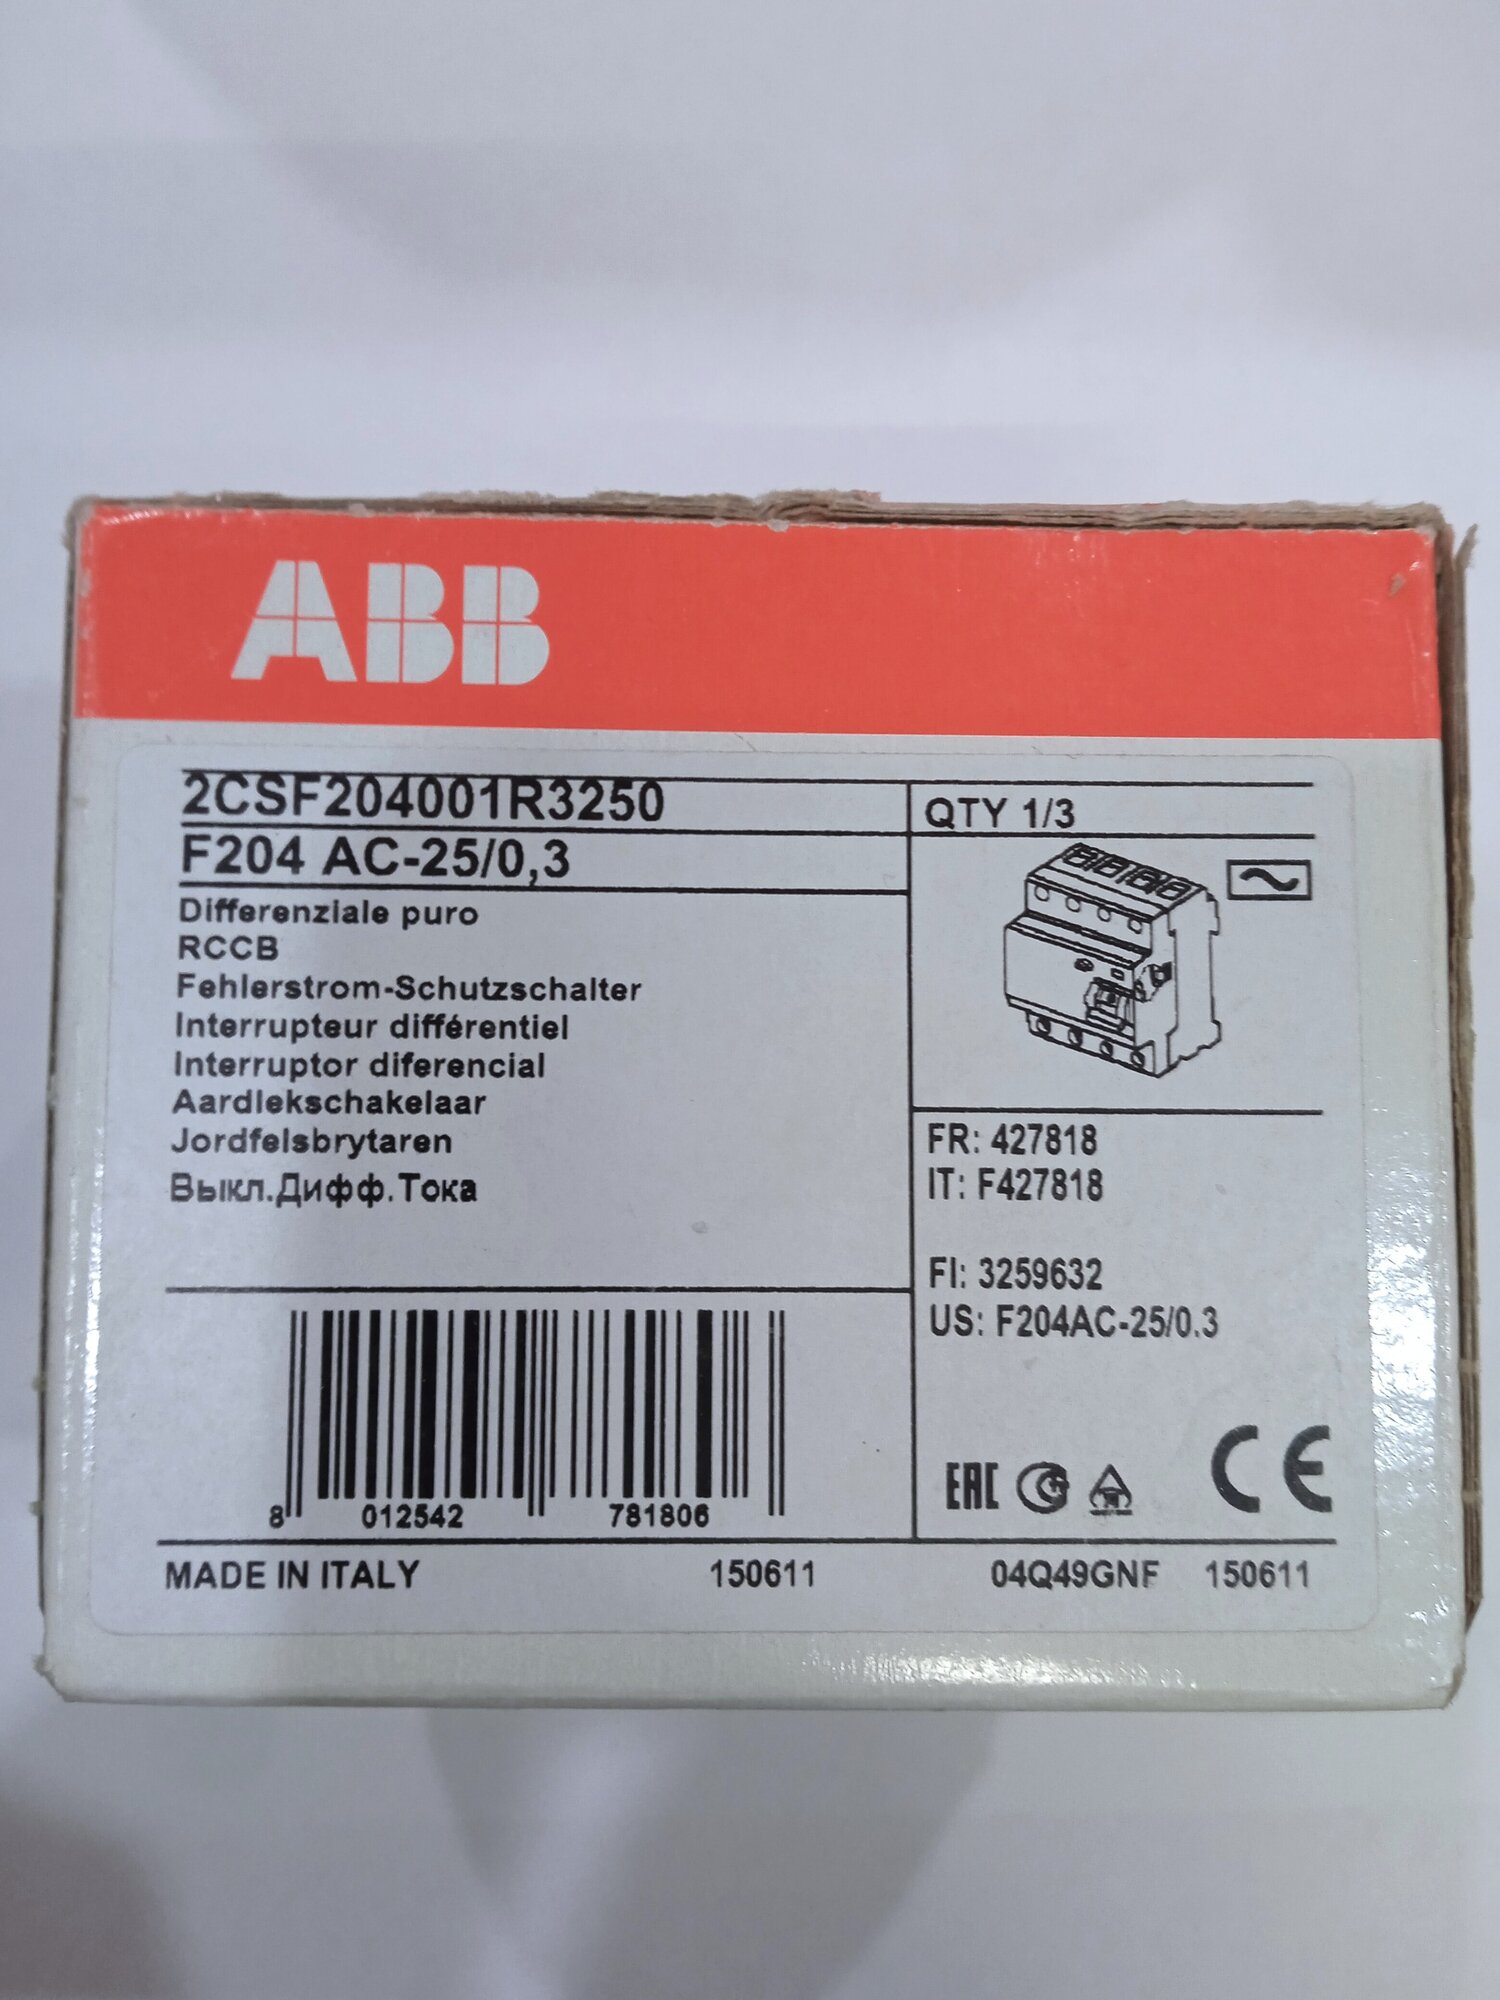 ABB
2CSF204001R3250
QTY 1/3
F204 AC-25/0,3
Differenziale puro
RCCB
Fehlerstrom-Schutzschalter
Interrupteur différentiel
Interruptor diferencial
Aardlekschakelaar
Jordfelsbrytaren
Выкл.Дифф.Тока
FR: 427818
IT: F427818
FI: 3259632
US: F204AC-25/0.3
EAC
CE
8 012542 781806
MADE IN ITALY 150611 04Q49GNF 150611